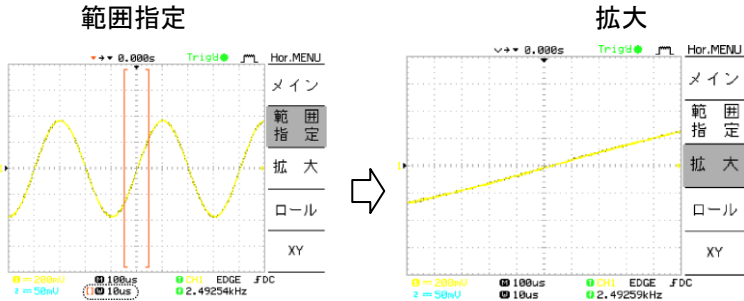 範囲指定
0.000s Trig'd Hor.MENU
メイン
範囲
指定
拡大
ロール
XY
1 200mV M 100us CH1 EDGE DC
2 50mV W 10us 2.49254kHz
拡大
0.000s Trig'd Hor.MENU
メイン
範囲
指定
拡大
ロール
XY
1 200mV M 100us CH1 EDGE DC
2 50mV W 10us 2.49259kHz